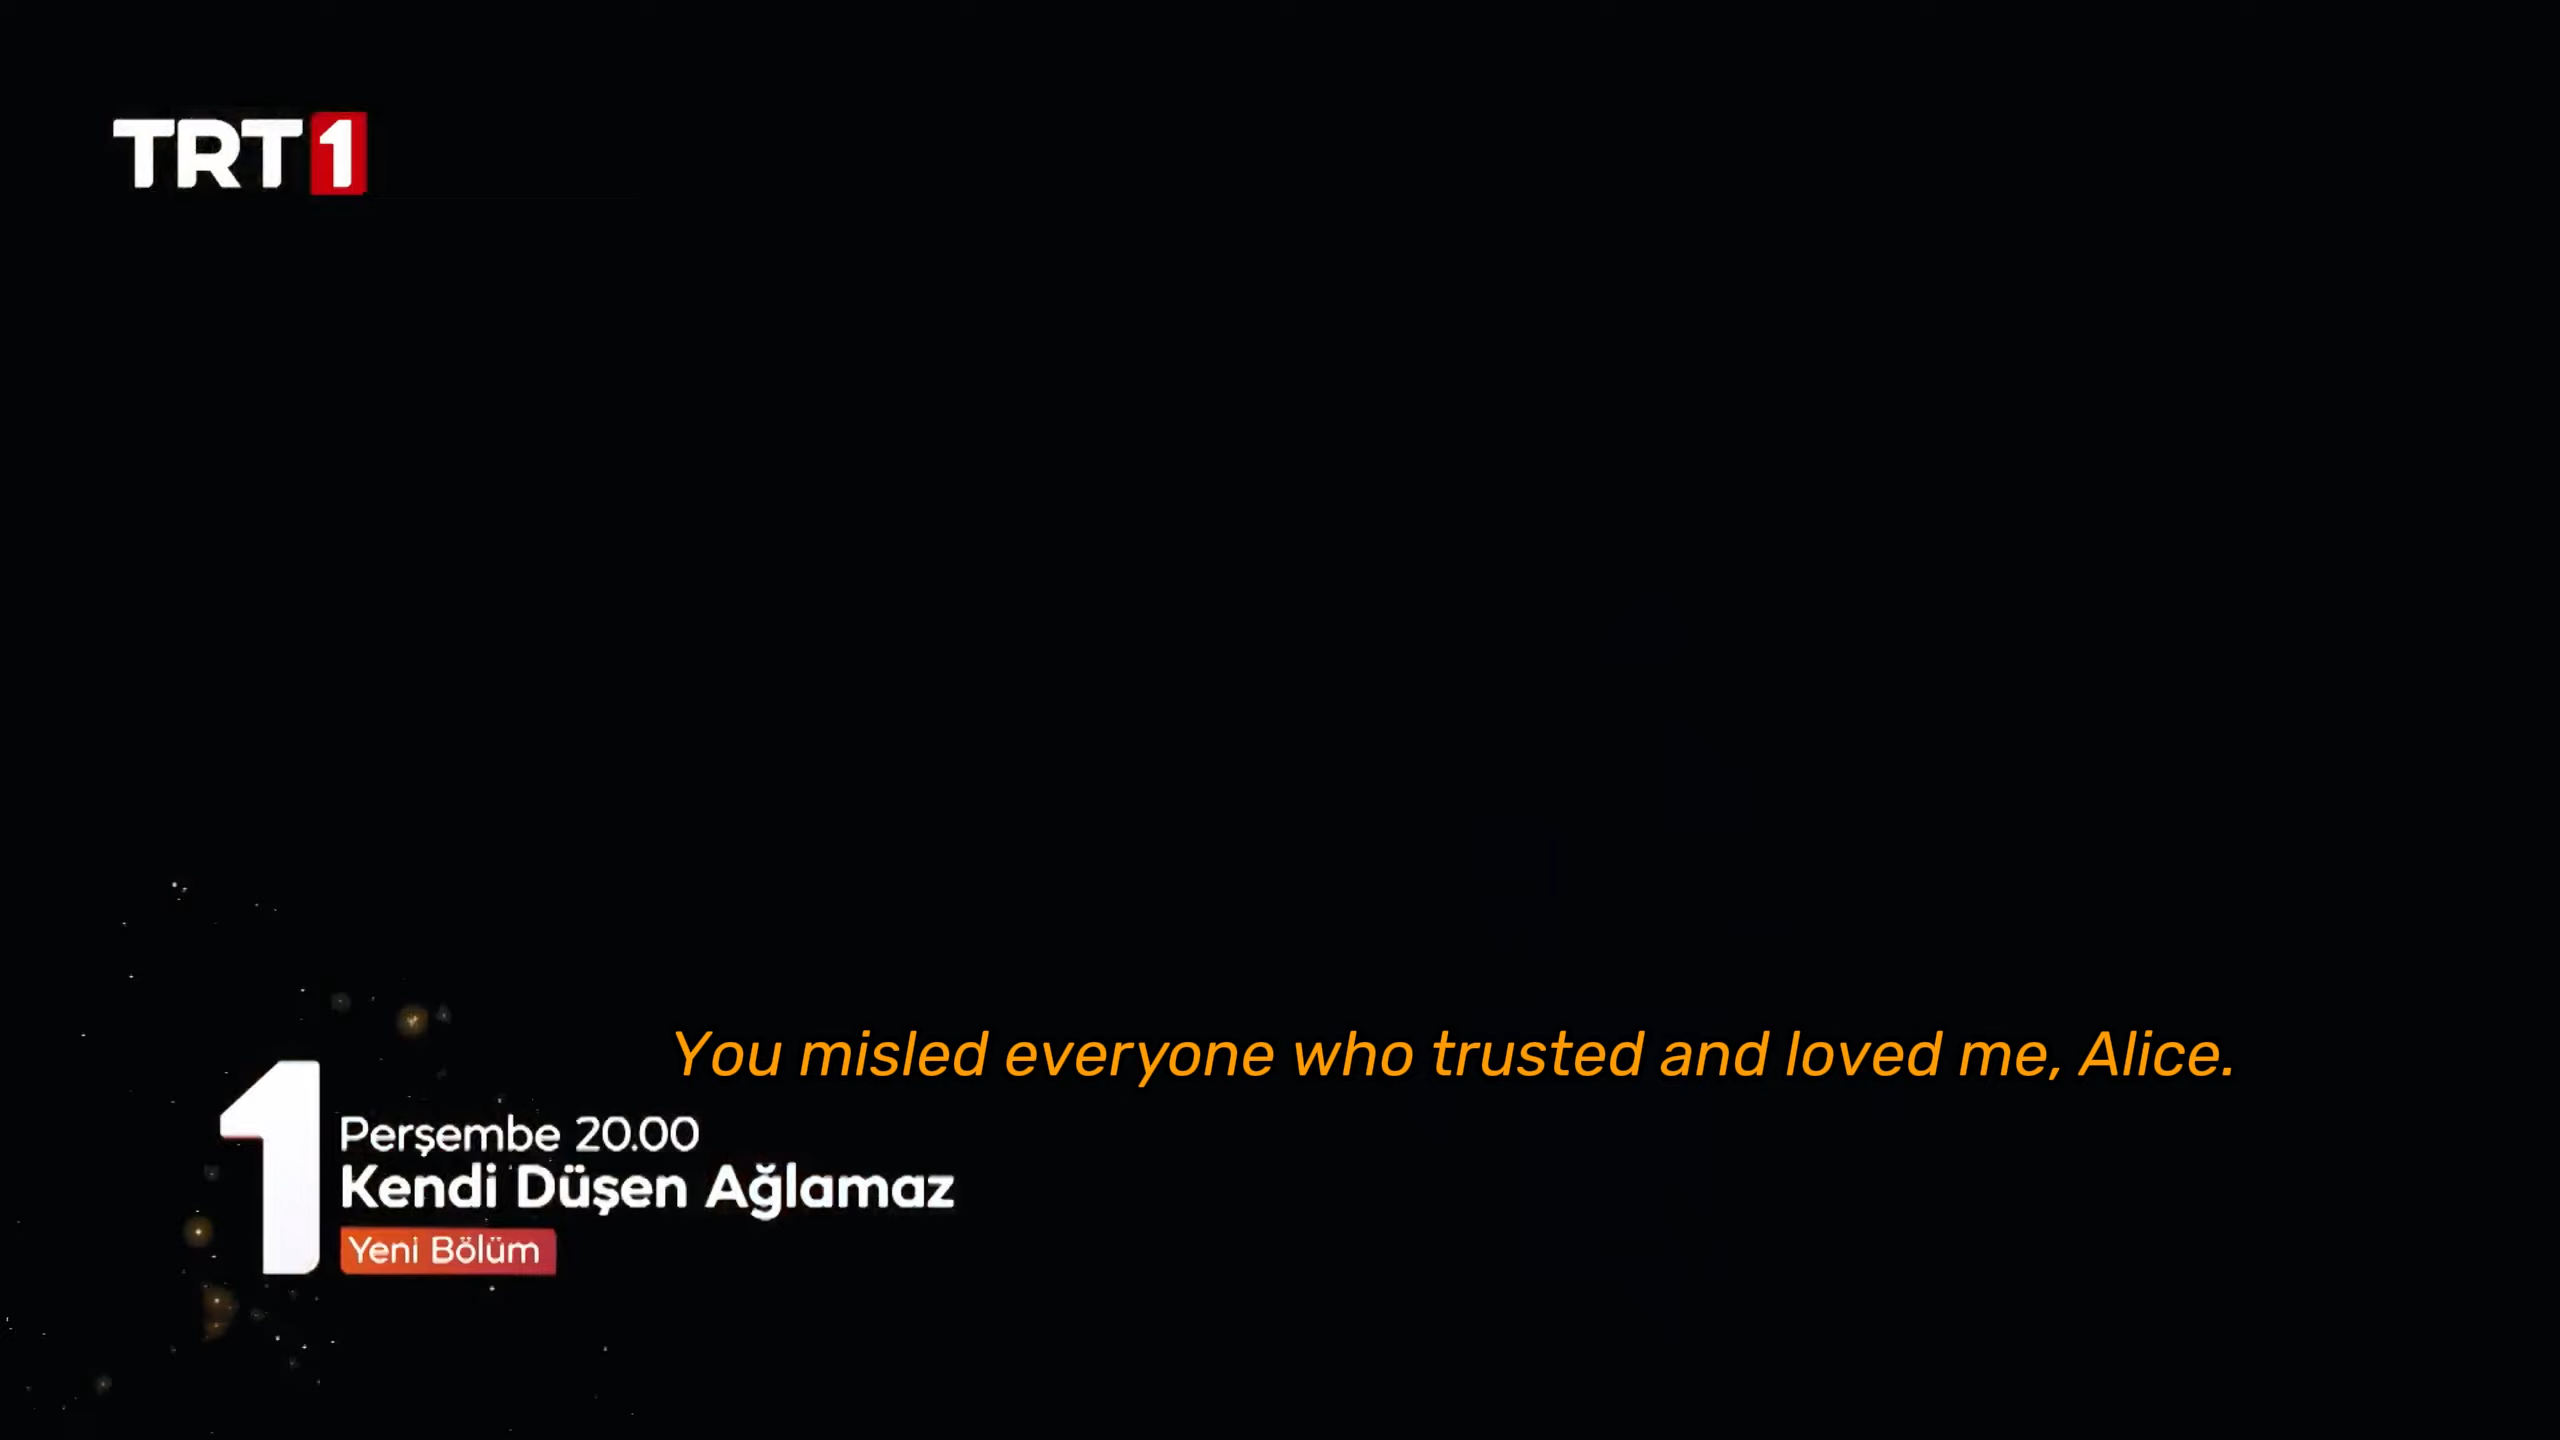 TRT1
You misled everyone who trusted and loved me, Alice.
1
Perşembe 20.00
Kendi Düşen Ağlamaz
Yeni Bölüm